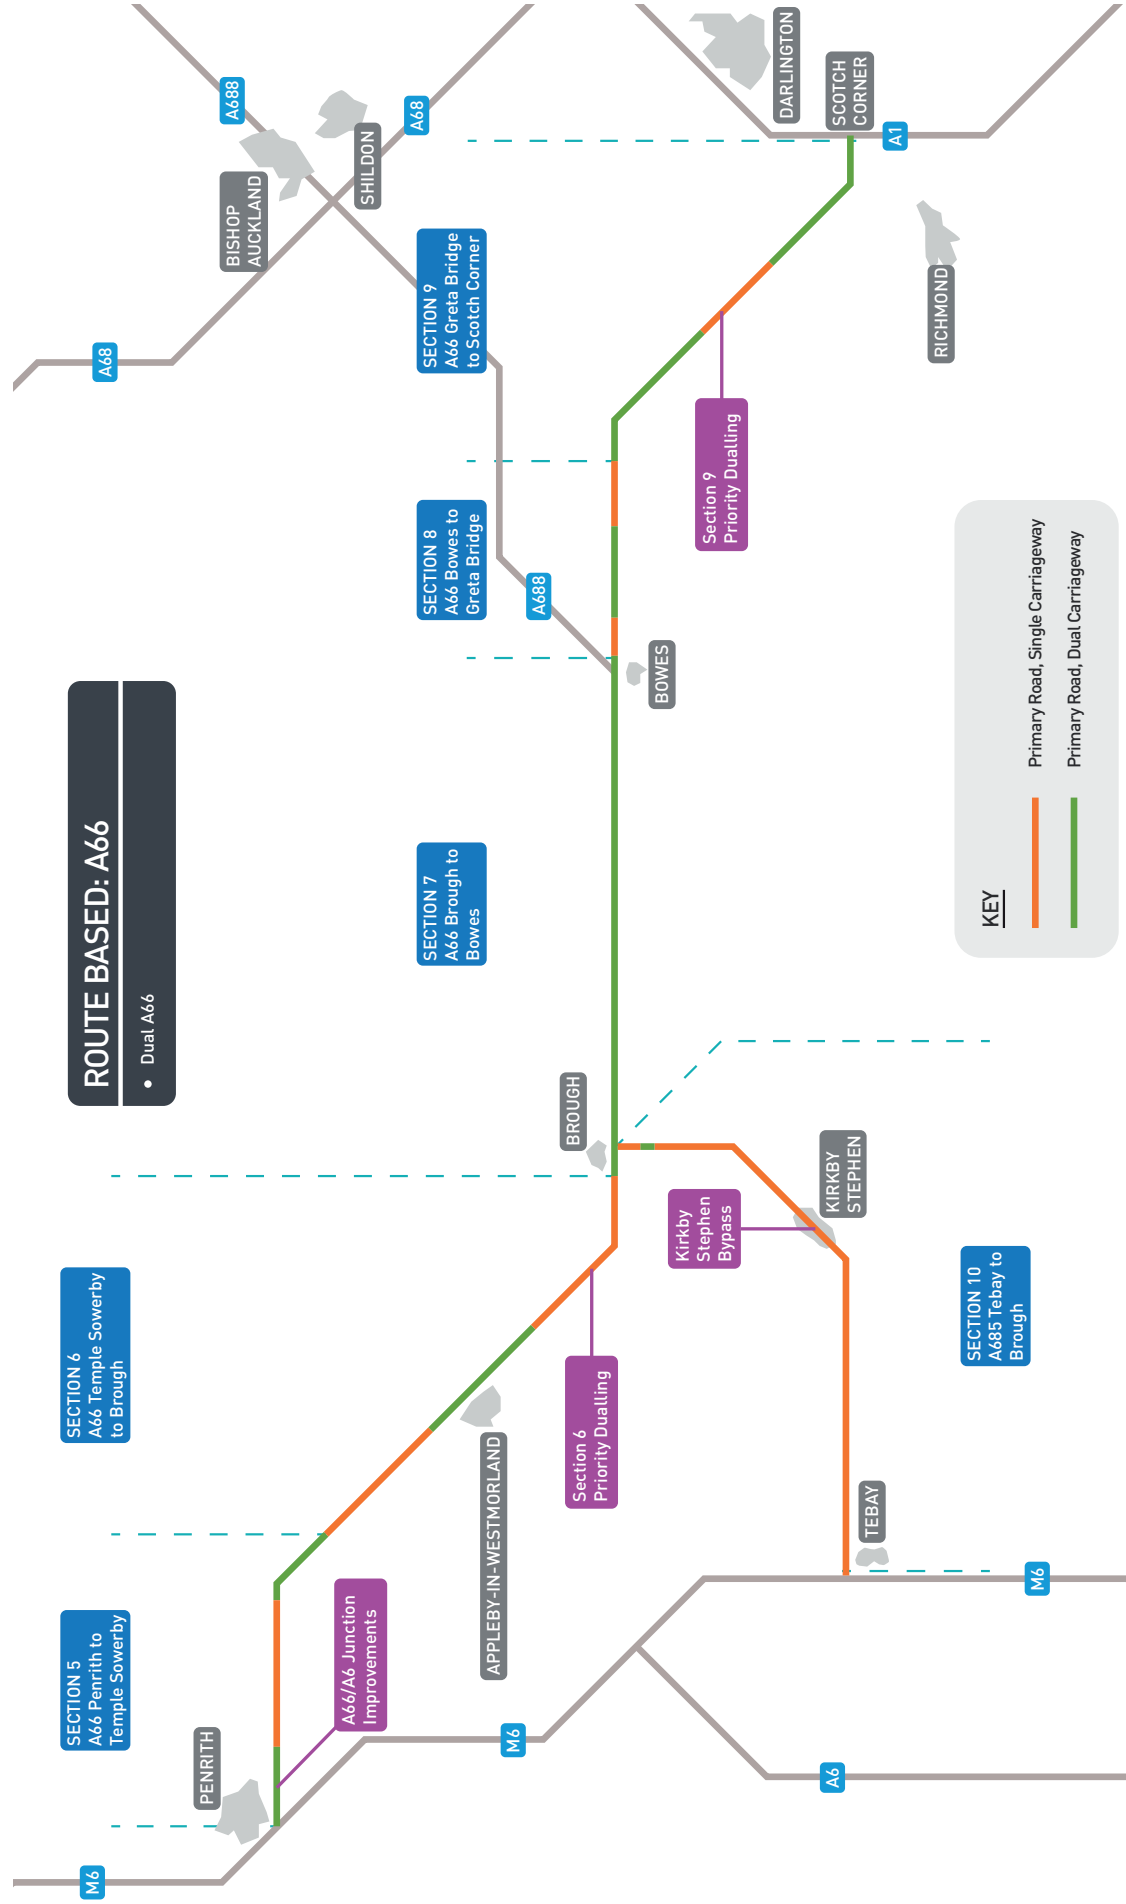 ROUTE BASED: A66
• Dual A66
SECTION 5
A66 Penrith to
Temple Sowerby
SECTION 6
A66 Temple Sowerby
to Brough
SECTION 7
A66 Brough to
Bowes
SECTION 8
A66 Bowes to
Greta Bridge
SECTION 9
A66 Greta Bridge
to Scotch Corner
SECTION 10
A685 Tebay to
Brough
M6
PENRITH
A66/A6 Junction
Improvements
M6
APPLEBY-IN-WESTMORLAND
Section 6
Priority Dualling
BROUGH
Kirkby
Stephen
Bypass
KIRKBY
STEPHEN
TEBAY
M6
A6
BOWES
A688
A68
BISHOP
AUCKLAND
A688
SHILDON
A68
Section 9
Priority Dualling
DARLINGTON
SCOTCH
CORNER
A1
RICHMOND
KEY
Primary Road, Single Carriageway
Primary Road, Dual Carriageway